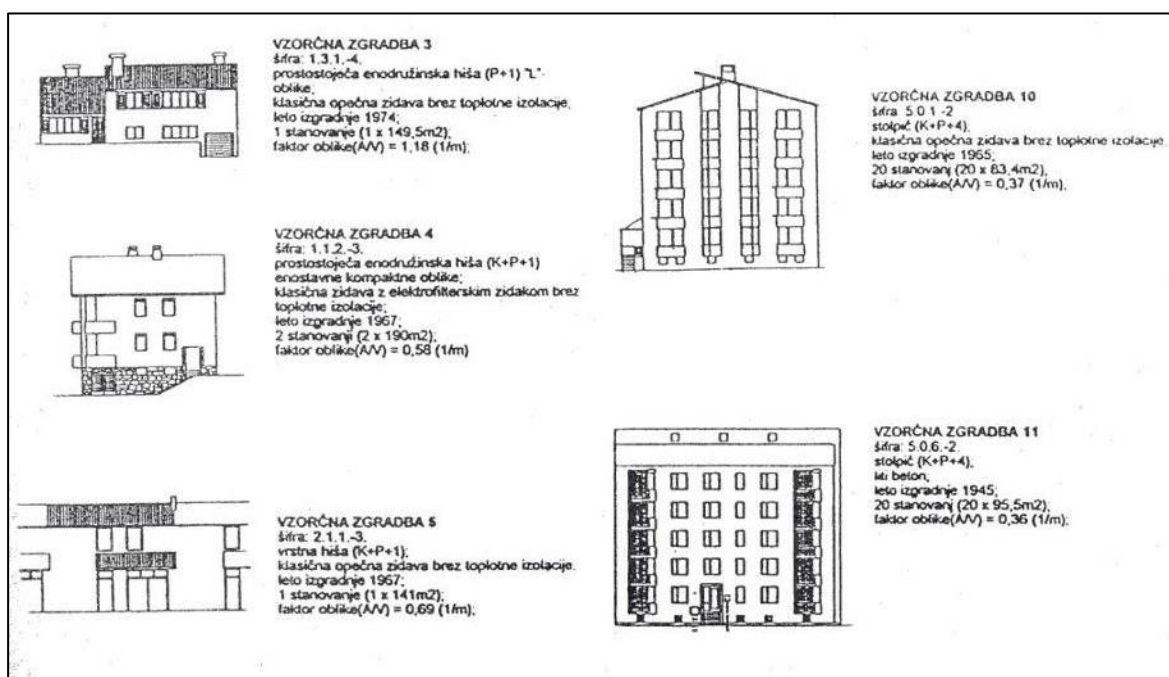 VZORČNA ZGRADBA 3
šifra: 1.3.1.-4.
prostostoječa enodružinska hiša (P+1) "L"-
oblike;
klasična opečna zidava brez toplotne izolacije,
leto izgradnje 1974;
1 stanovanje (1 x 149,5m2);
faktor oblike(A/V) = 1,18 (1/m);
VZORČNA ZGRADBA 4
šifra: 1.1.2.-3.
prostostoječa enodružinska hiša (K+P+1)
enostavne kompaktne oblike;
klasična zidava z elektrofilterskim zidakom brez
toplotne izolacije;
leto izgradnje 1967;
2 stanovanji (2 x 190m2);
faktor oblike(A/V) = 0,58 (1/m)
VZORČNA ZGRADBA 5
šifra: 2.1.1.-3.
vrstna hiša (K+P+1);
klasična opečna zidava brez toplotne izolacije.
leto izgradnje 1967;
1 stanovanje (1 x 141m2);
faktor oblike(A/V) = 0,69 (1/m);
VZORČNA ZGRADBA 10
šifra 5.0.1.-2
stolpič (K+P+4),
klasična opečna zidava brez toplotne izolacije,
leto izgradnje 1965;
20 stanovanj (20 x 83,4m2);
faktor oblike(A/V) = 0,37 (1/m),
VZORČNA ZGRADBA 11
šifra: 5.0.6.-2.
stolpič (K+P+4),
liti beton;
leto izgradnje 1945;
20 stanovanj (20 x 95,5m2);
faktor oblike(A/V) = 0,36 (1/m);